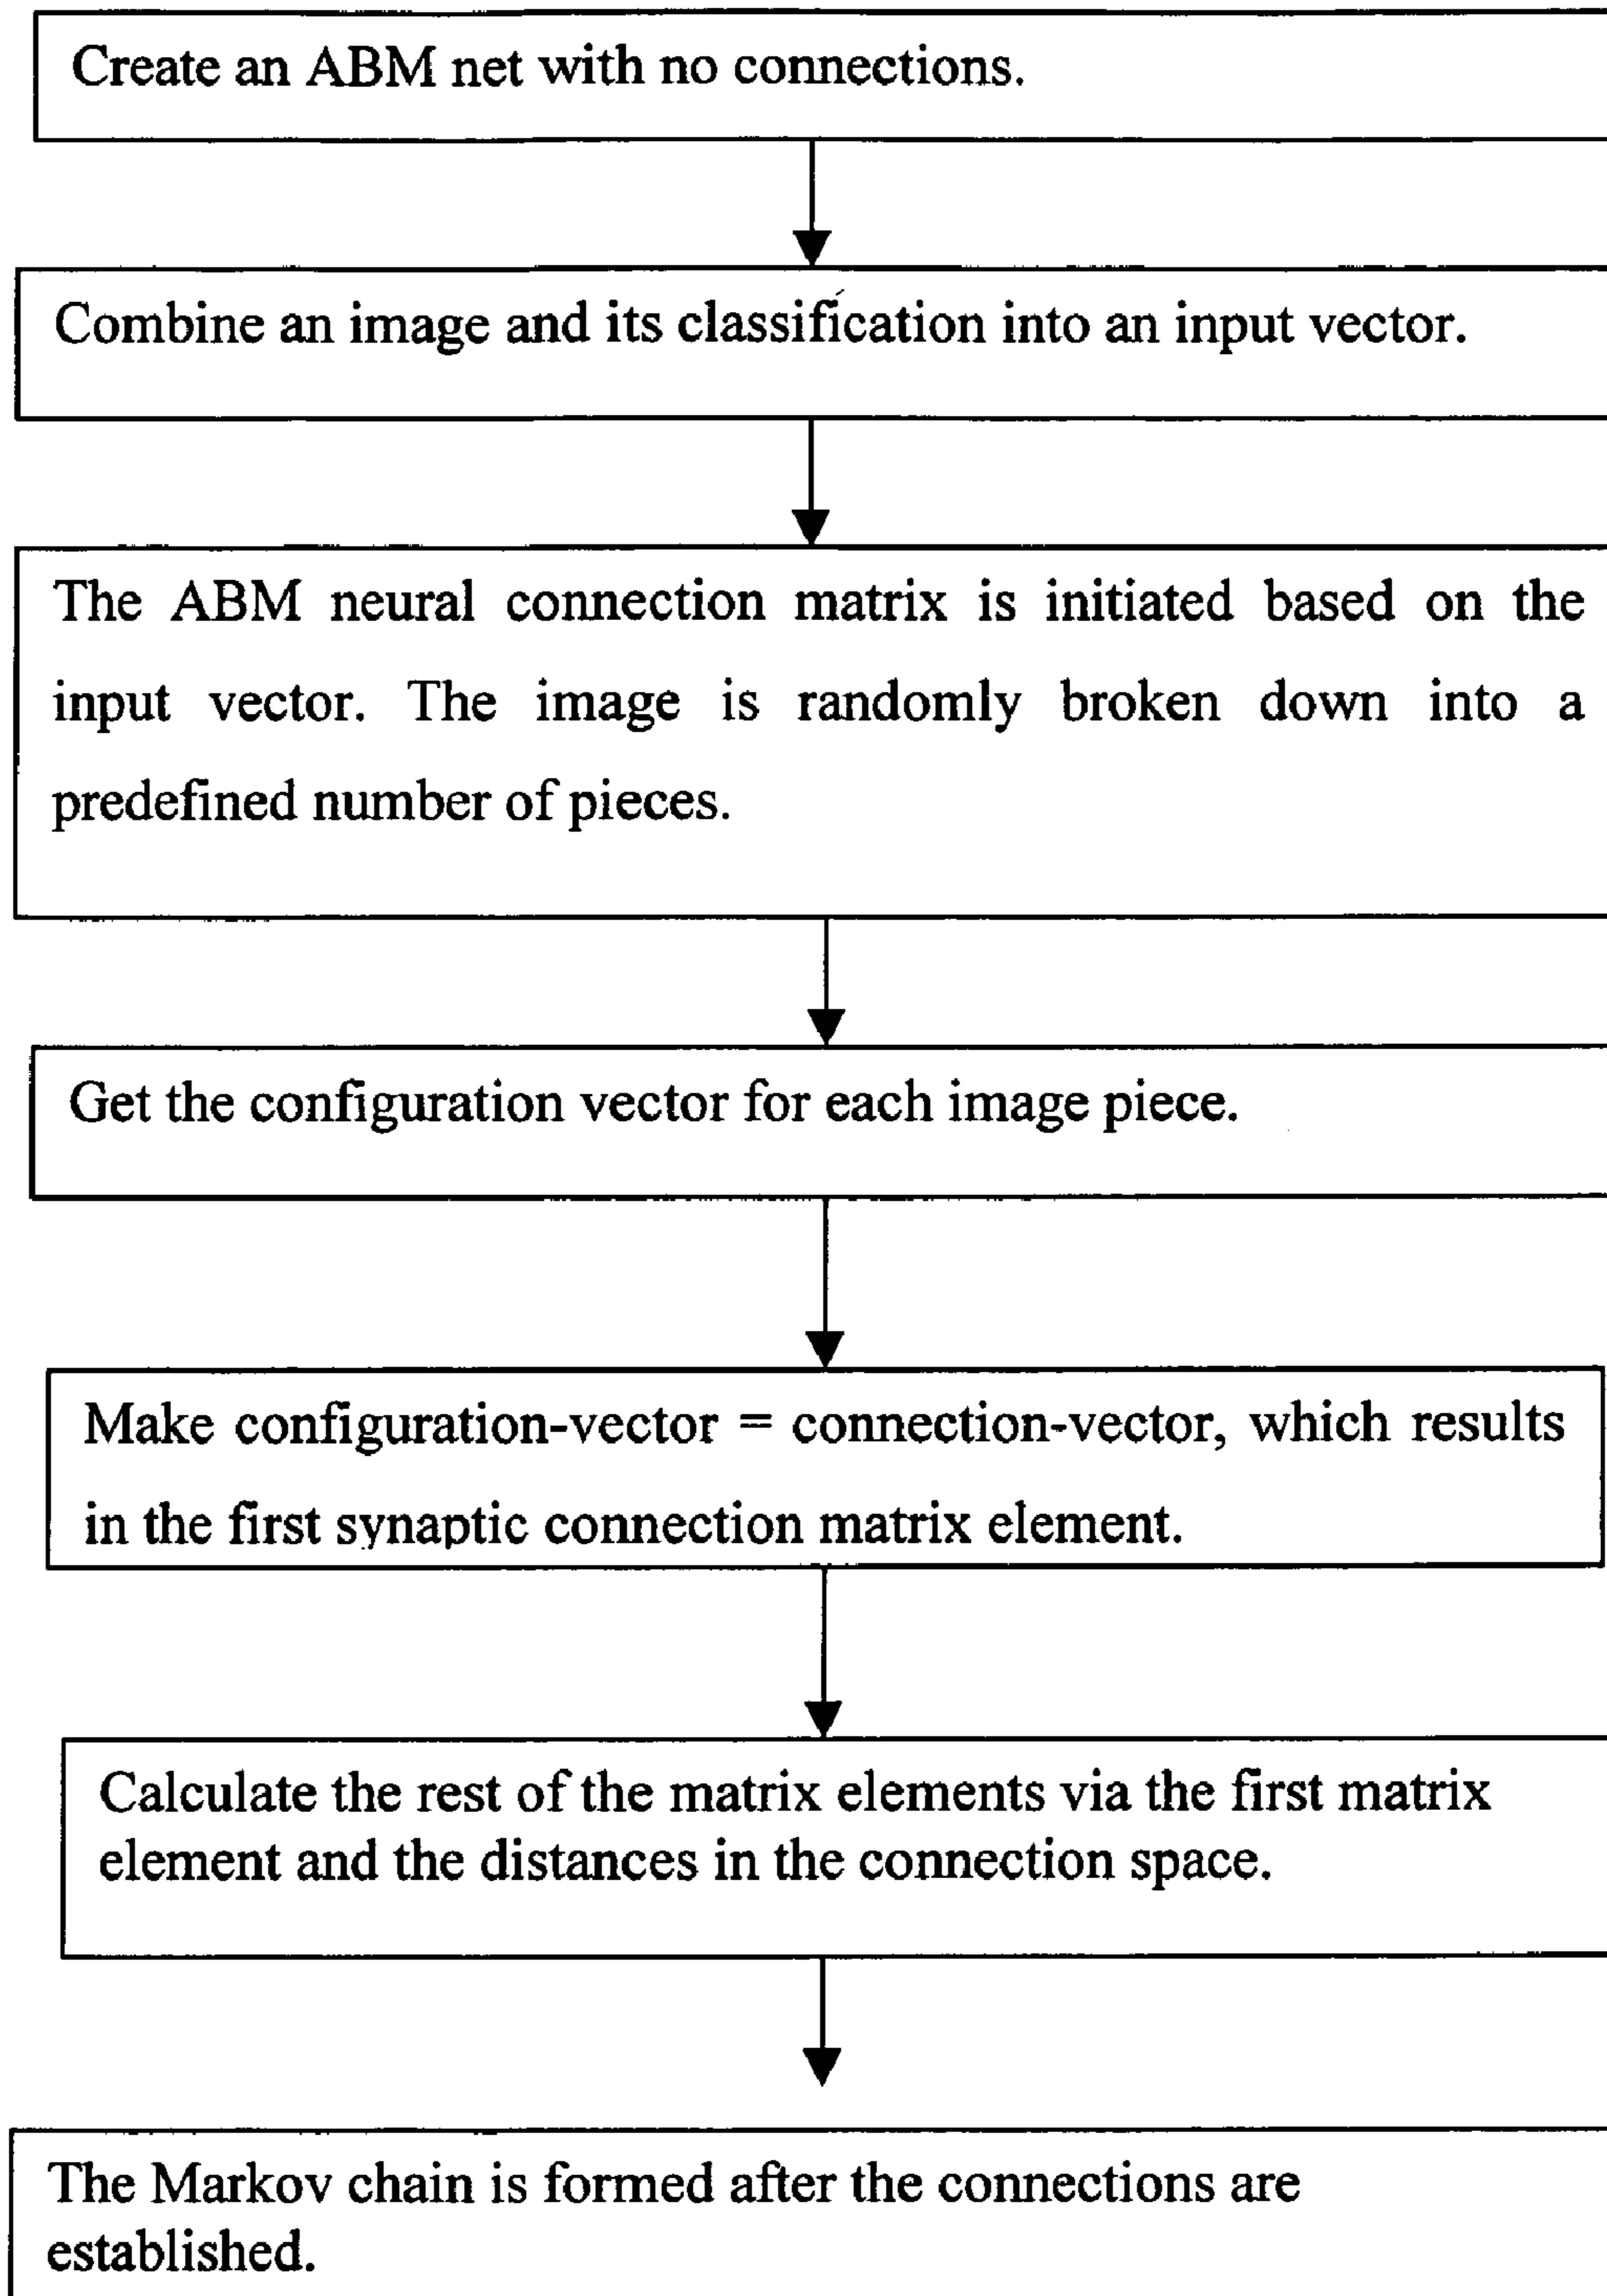 Create an ABM net with no connections.
Combine an image and its classification into an input vector.
The ABM neural connection matrix is initiated based on the
input vector. The image is randomly broken down into a
predefined number of pieces.
Get the configuration vector for each image piece.
Make configuration-vector = connection-vector, which results
in the first synaptic connection matrix element.
Calculate the rest of the matrix elements via the first matrix
element and the distances in the connection space.
The Markov chain is formed after the connections are
established.